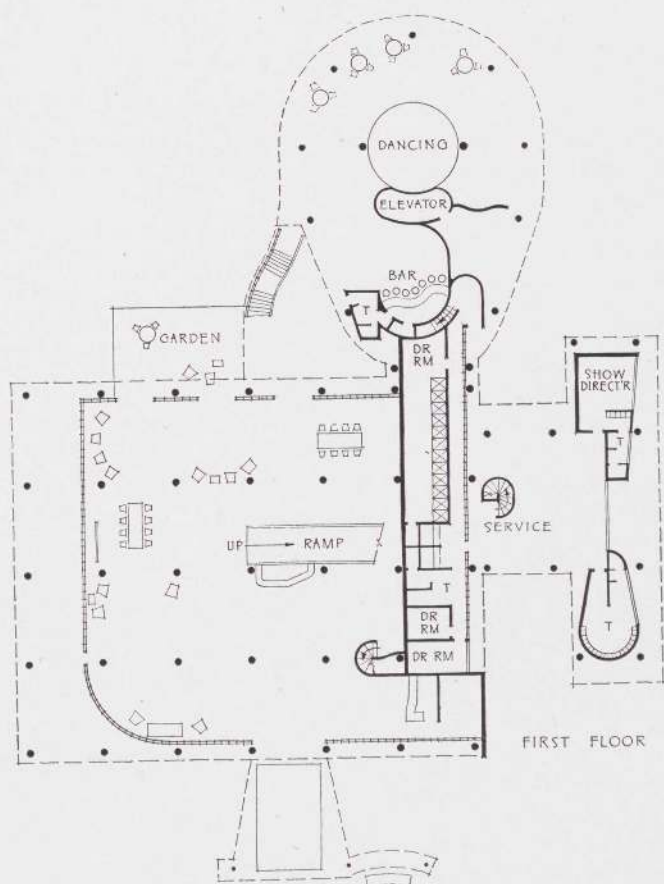 DANCING
ELEVATOR
BAR
T
GARDEN
DR
RM
SHOW
DIRECT'R
T
SERVICE
UP
RAMP
T
DR
RM
T
DR RM
FIRST FLOOR